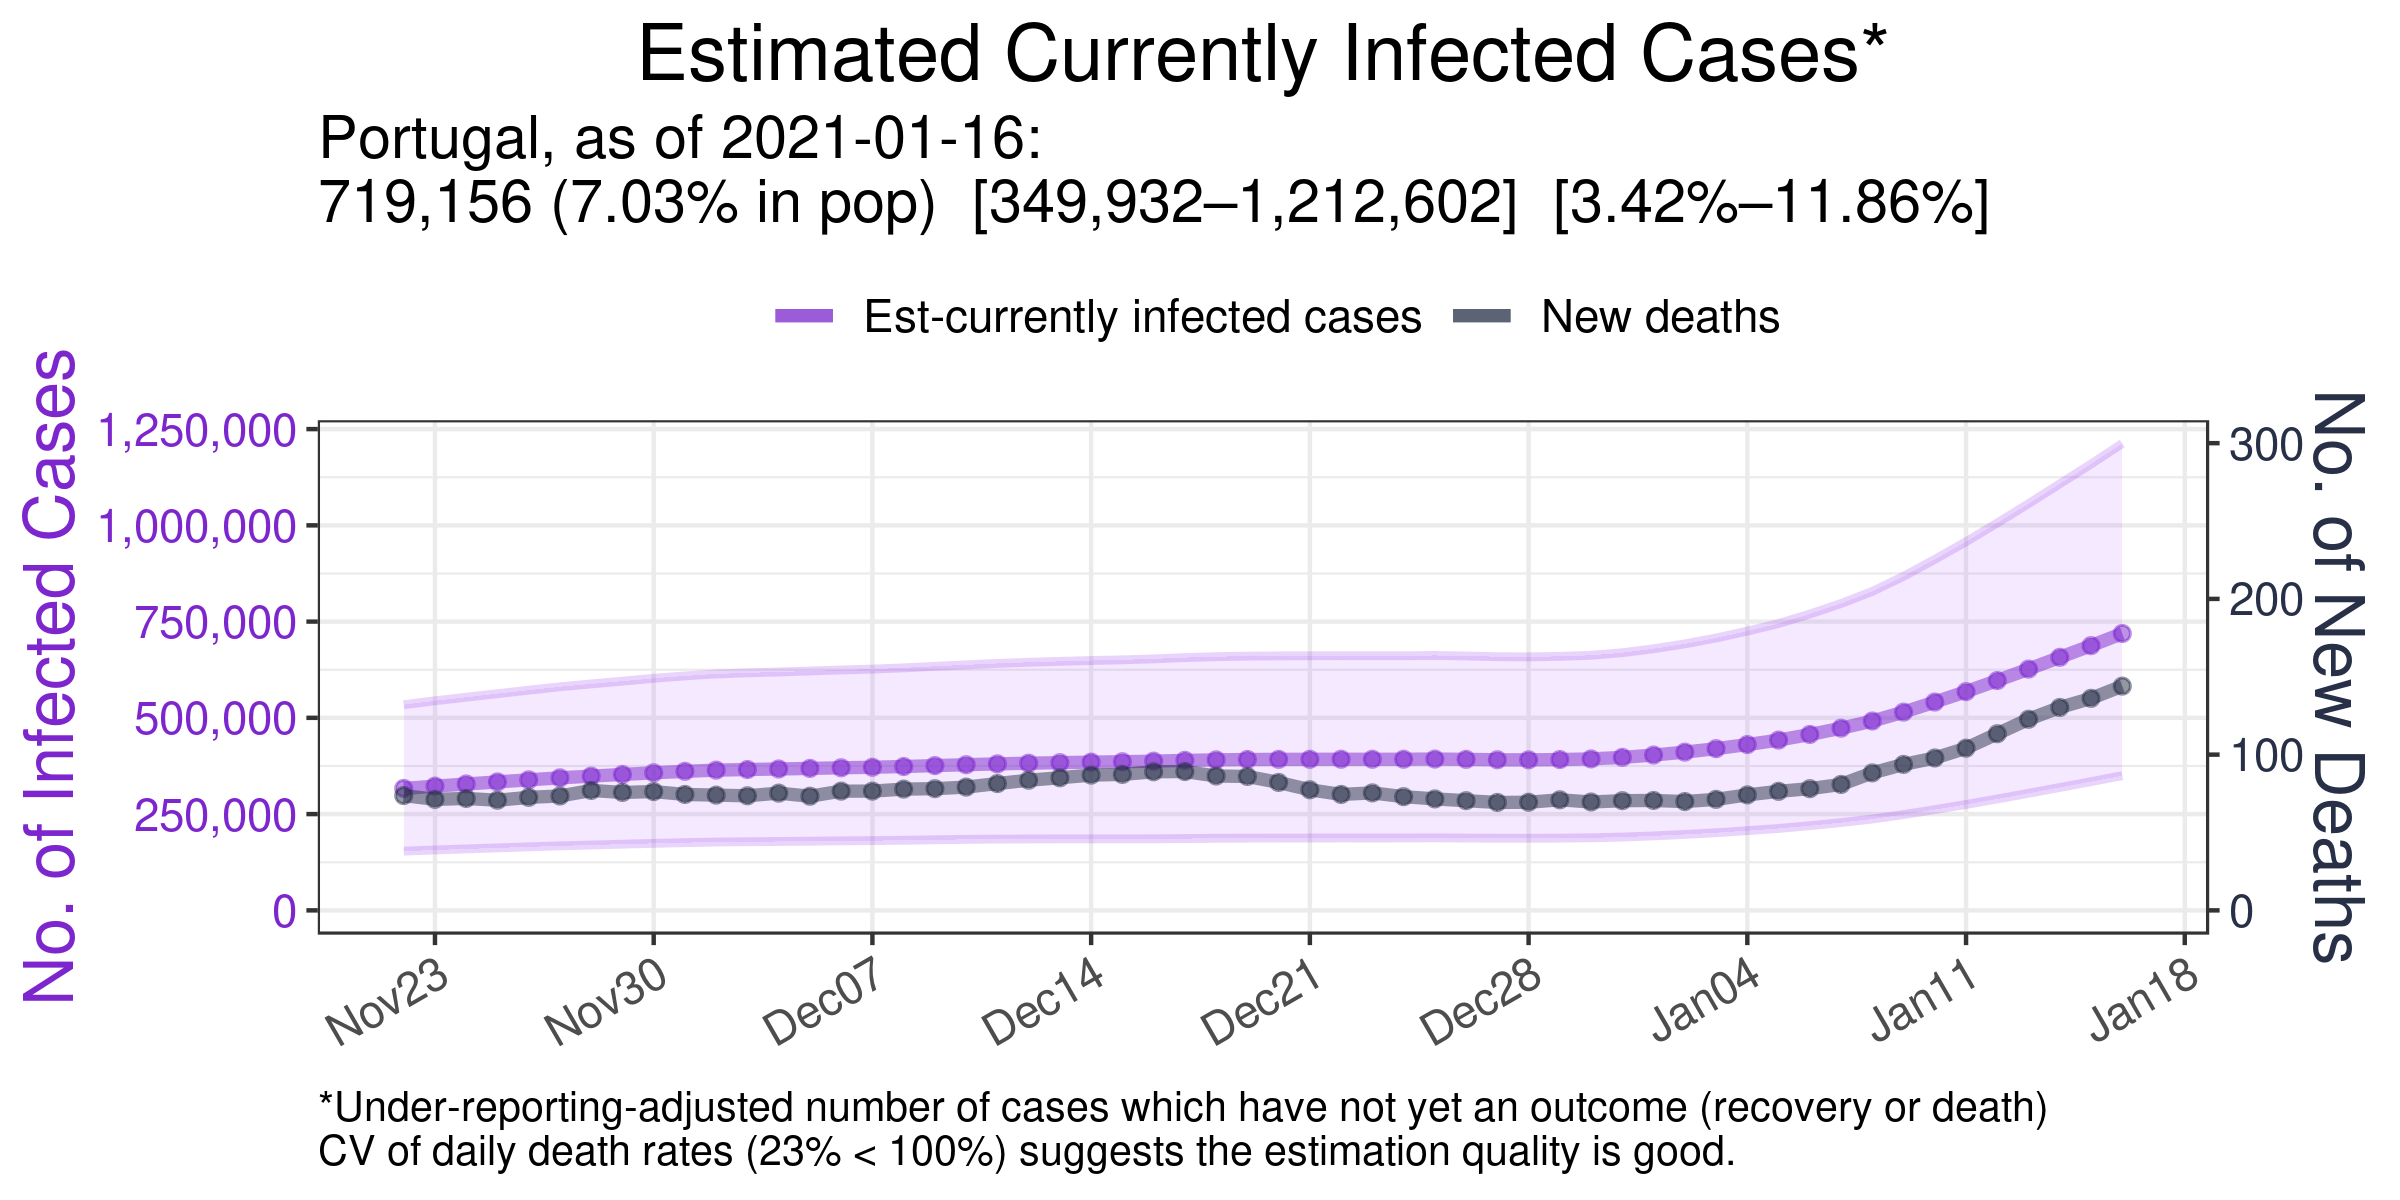 Estimated Currently Infected Cases*
Portugal, as of 2021-01-16:
719,156 (7.03% in pop)  [349,932–1,212,602]  [3.42%–11.86%]
Est-currently infected cases
New deaths
No. of Infected Cases
1,250,000
1,000,000
750,000
500,000
250,000
0
300
200
100
0
No. of New Deaths
Nov23
Nov30
Dec07
Dec14
Dec21
Dec28
Jan04
Jan11
Jan18
*Under-reporting-adjusted number of cases which have not yet an outcome (recovery or death)
CV of daily death rates (23% < 100%) suggests the estimation quality is good.